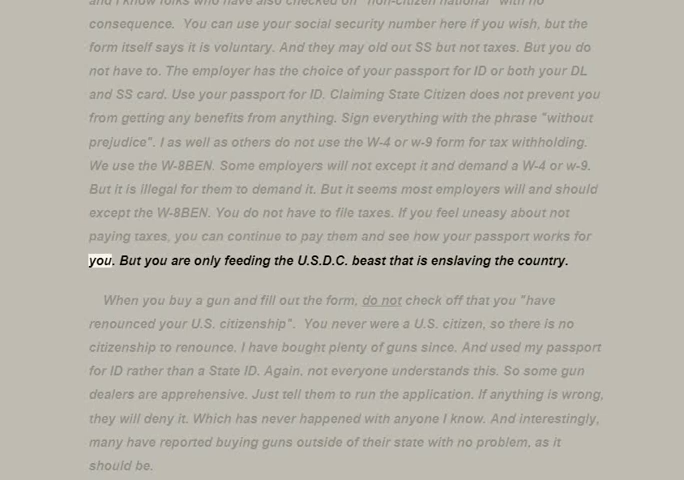 and I know folks who have also checked off "non-citizen national" with no
consequence. You can use your social security number here if you wish, but the
form itself says it is voluntary. And they may old out SS but not taxes. But you do
not have to. The employer has the choice of your passport for ID or both your DL
and SS card. Use your passport for ID. Claiming State Citizen does not prevent you
from getting any benefits from anything. Sign everything with the phrase "without
prejudice". I as well as others do not use the W-4 or w-9 form for tax withholding.
We use the W-8BEN. Some employers will not except it and demand a W-4 or w-9.
But it is illegal for them to demand it. But it seems most employers will and should
except the W-8BEN. You do not have to file taxes. If you feel uneasy about not
paying taxes, you can continue to pay them and see how your passport works for
you. But you are only feeding the U.S.D.C. beast that is enslaving the country.
When you buy a gun and fill out the form, do not check off that you "have
renounced your U.S. citizenship". You never were a U.S. citizen, so there is no
citizenship to renounce. I have bought plenty of guns since. And used my passport
for ID rather than a State ID. Again, not everyone understands this. So some gun
dealers are apprehensive. Just tell them to run the application. If anything is wrong,
they will deny it. Which has never happened with anyone I know. And interestingly,
many have reported buying guns outside of their state with no problem, as it
should be.